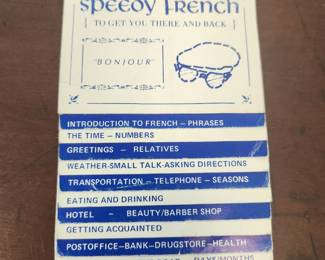 speedy french
TO GET YOU THERE AND BACK
"BONJOUR"
INTRODUCTION TO FRENCH – PHRASES
THE TIME – NUMBERS
GREETINGS – RELATIVES
WEATHER-SMALL TALK-ASKING DIRECTIONS
TRANSPORTATION – TELEPHONE – SEASONS
EATING AND DRINKING
HOTEL – BEAUTY/BARBER SHOP
GETTING ACQUAINTED
POSTOFFICE–BANK–DRUGSTORE–HEALTH
DAYS/MONTHS